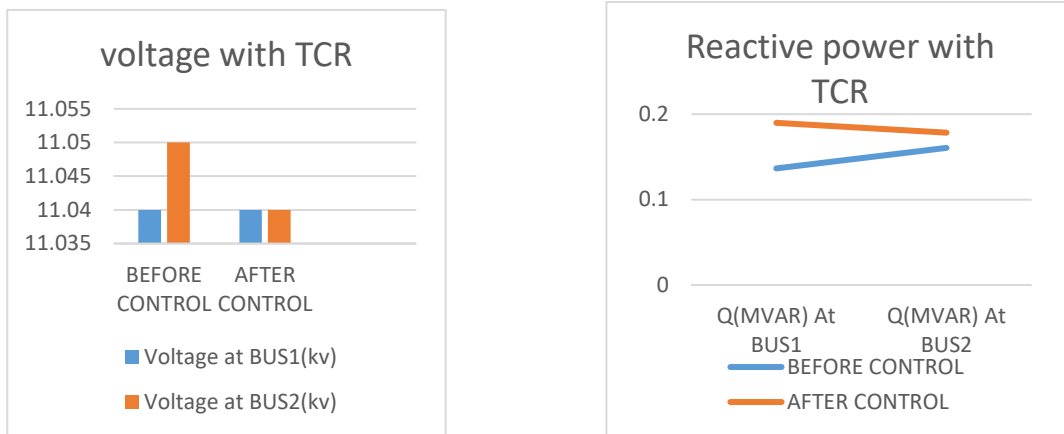 voltage with TCR
11.055
11.05
11.045
11.04
11.035
BEFORE CONTROL
AFTER CONTROL
Voltage at BUS1(kv)
Voltage at BUS2(kv)
Reactive power with
TCR
0.2
0.1
0
Q(MVAR) At
BUS1
Q(MVAR) At
BUS2
BEFORE CONTROL
AFTER CONTROL